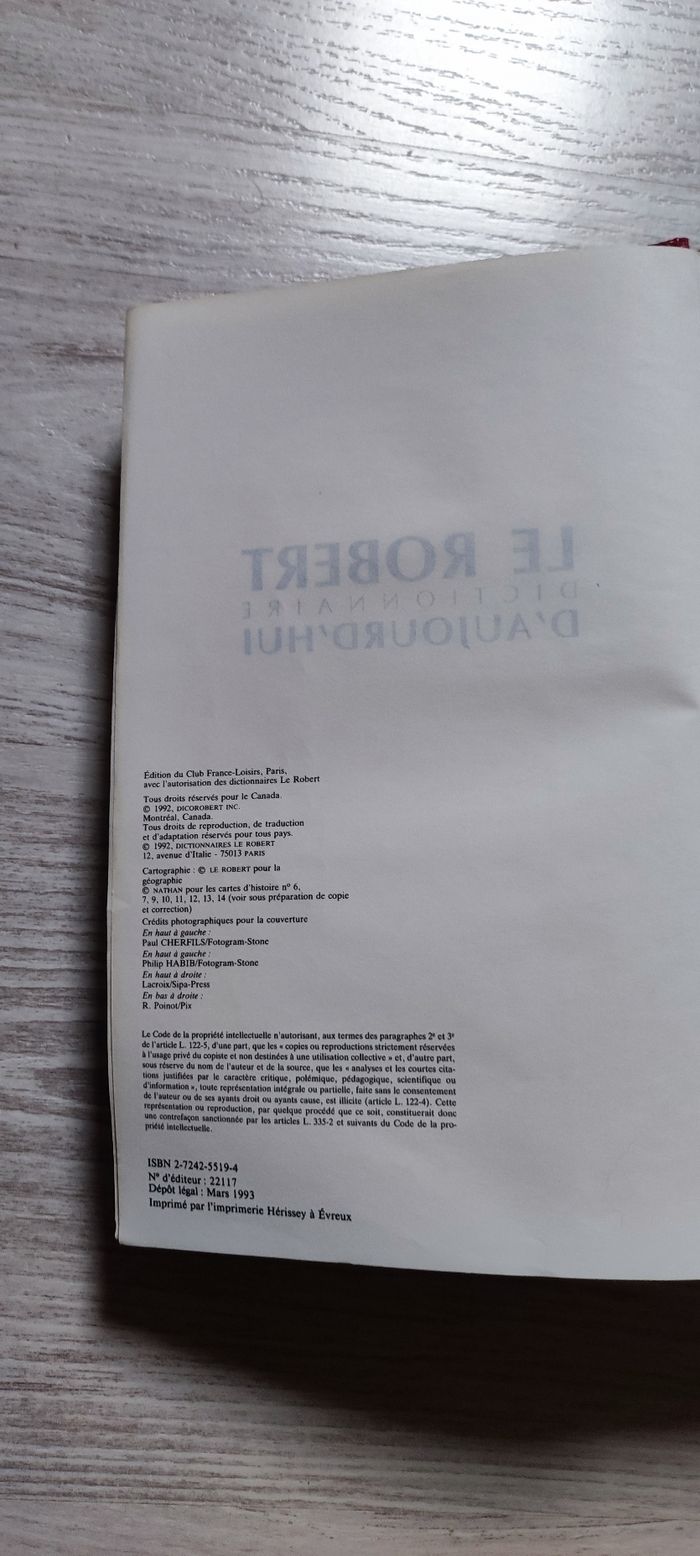 LE ROBERT
DICTIONNAIRE
D'AUJOURD'HUI
Édition du Club France-Loisirs, Paris,
avec l'autorisation des dictionnaires Le Robert
Tous droits réservés pour le Canada.
© 1992, DICOROBERT INC.
Montréal, Canada.
Tous droits de reproduction, de traduction
et d'adaptation réservés pour tous pays.
© 1992, DICTIONNAIRES LE ROBERT
12, avenue d'Italie - 75013 PARIS
Cartographie : © LE ROBERT pour la
géographie
© NATHAN pour les cartes d'histoire nº 6,
7, 9, 10, 11, 12, 13, 14 (voir sous préparation de copie
et correction)
Crédits photographiques pour la couverture
En haut à gauche :
Paul CHERFILS/Fotogram-Stone
En haut à gauche :
Philip HABIB/Fotogram-Stone
En haut à droite :
Lacroix/Sipa-Press
En bas à droite :
R. Poinot/Pix
Le Code de la propriété intellectuelle n'autorisant, aux termes des paragraphes 2e et 3e
de l'article L. 122-5, d'une part, que les « copies ou reproductions strictement réservées
à l'usage privé du copiste et non destinées à une utilisation collective » et, d'autre part,
sous réserve du nom de l'auteur et de la source, que les « analyses et les courtes cita-
tions justifiées par le caractère critique, polémique, pédagogique, scientifique ou
d'information », toute représentation intégrale ou partielle, faite sans le consentement
de l'auteur ou de ses ayants droit ou ayants cause, est illicite (article L. 122-4). Cette
représentation ou reproduction, par quelque procédé que ce soit, constituerait donc
une contrefaçon sanctionnée par les articles L. 335-2 et suivants du Code de la pro-
priété intellectuelle.
ISBN 2-7242-5519-4
N° d'éditeur : 22117
Dépôt légal : Mars 1993
Imprimé par l'imprimerie Hérissey à Évreux